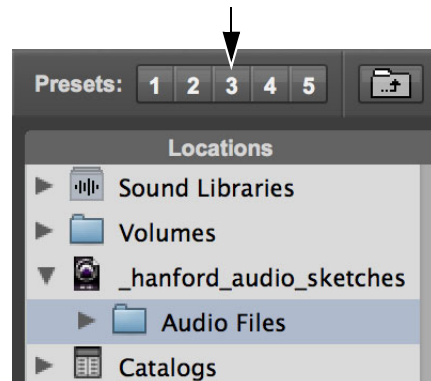 Presets: 1 2 3 4 5
Locations
Sound Libraries
Volumes
_hanford_audio_sketches
Audio Files
Catalogs